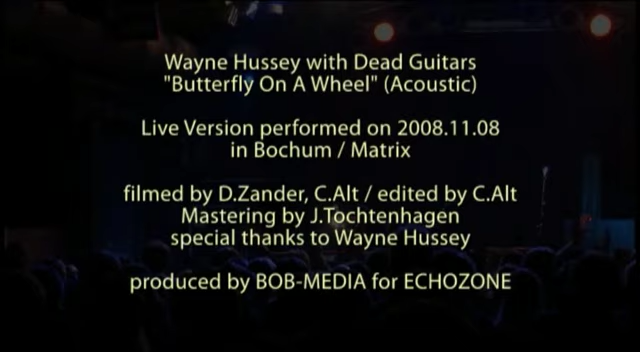 Wayne Hussey with Dead Guitars
"Butterfly On A Wheel" (Acoustic)
Live Version performed on 2008.11.08
in Bochum / Matrix
filmed by D.Zander, C.Alt / edited by C.Alt
Mastering by J.Tochtenhagen
special thanks to Wayne Hussey
produced by BOB-MEDIA for ECHOZONE